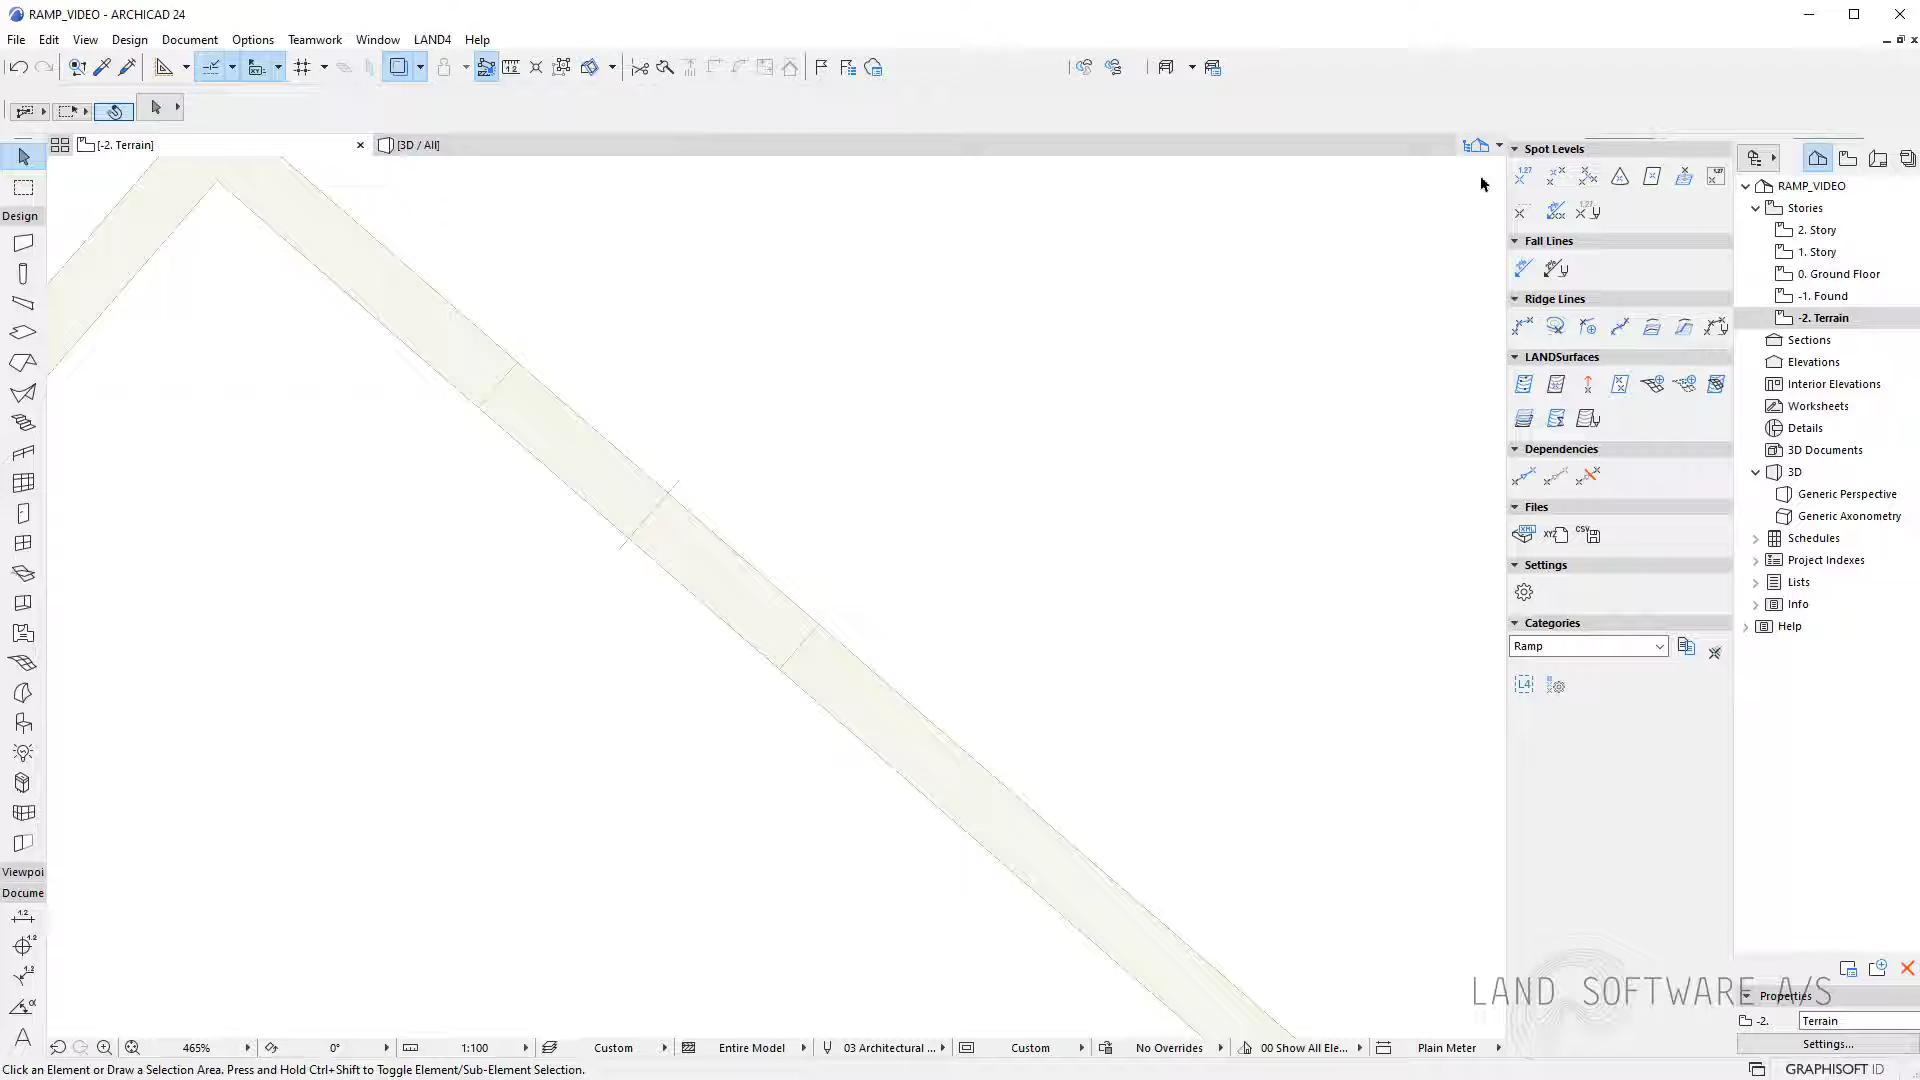 RAMP_VIDEO - ARCHICAD 24
File Edit View Design Document Options Teamwork Window LAND4 Help
[-2. Terrain]
[3D / All]
Design
Viewpoi
Docume
Spot Levels
Fall Lines
Ridge Lines
LANDSurfaces
Dependencies
Files
Settings
Categories
Ramp
RAMP_VIDEO
Stories
2. Story
1. Story
0. Ground Floor
-1. Found
-2. Terrain
Sections
Elevations
Interior Elevations
Worksheets
Details
3D Documents
3D
Generic Perspective
Generic Axonometry
Schedules
Project Indexes
Lists
Info
Help
LAND SOFTWARE A/S
Properties
-2. Terrain
Settings...
465% 0° 1:100 Custom Entire Model 03 Architectural ... Custom No Overrides 00 Show All Ele... Plain Meter
Click an Element or Draw a Selection Area. Press and Hold Ctrl+Shift to Toggle Element/Sub-Element Selection.
GRAPHISOFT ID